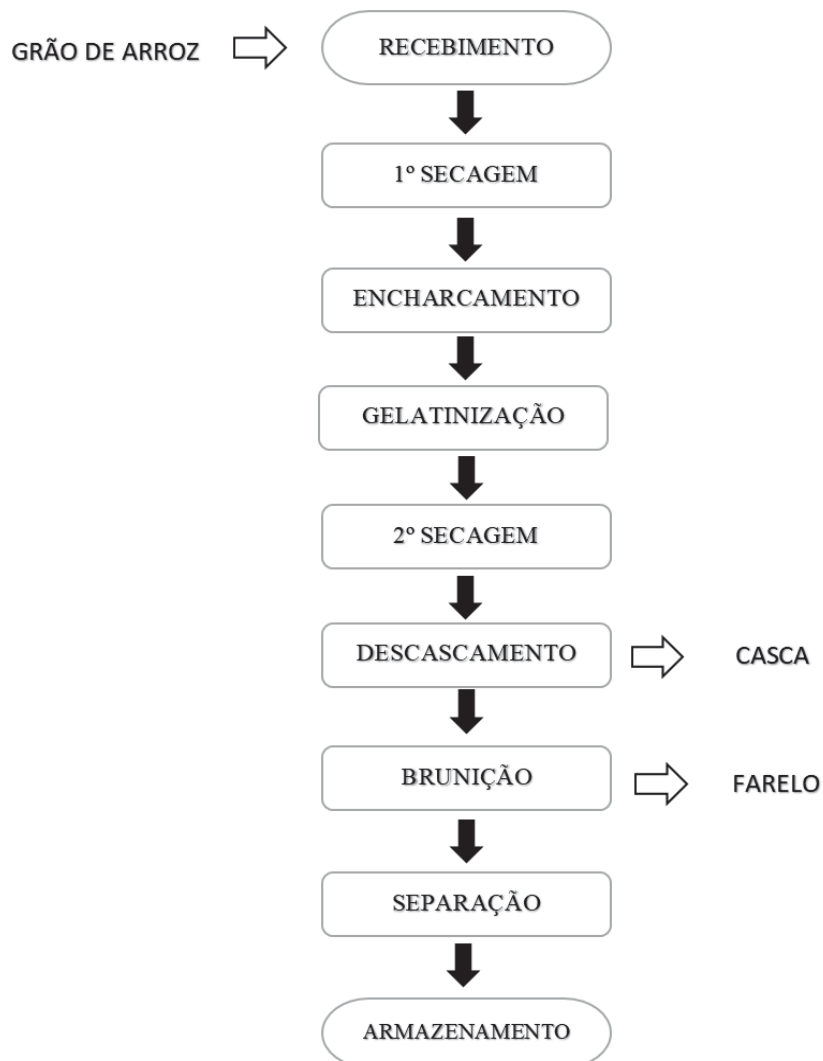 GRÃO DE ARROZ
RECEBIMENTO
1º SECAGEM
ENCHARCAMENTO
GELATINIZAÇÃO
2º SECAGEM
DESCASCAMENTO
CASCA
BRUNIÇÃO
FARELO
SEPARAÇÃO
ARMAZENAMENTO